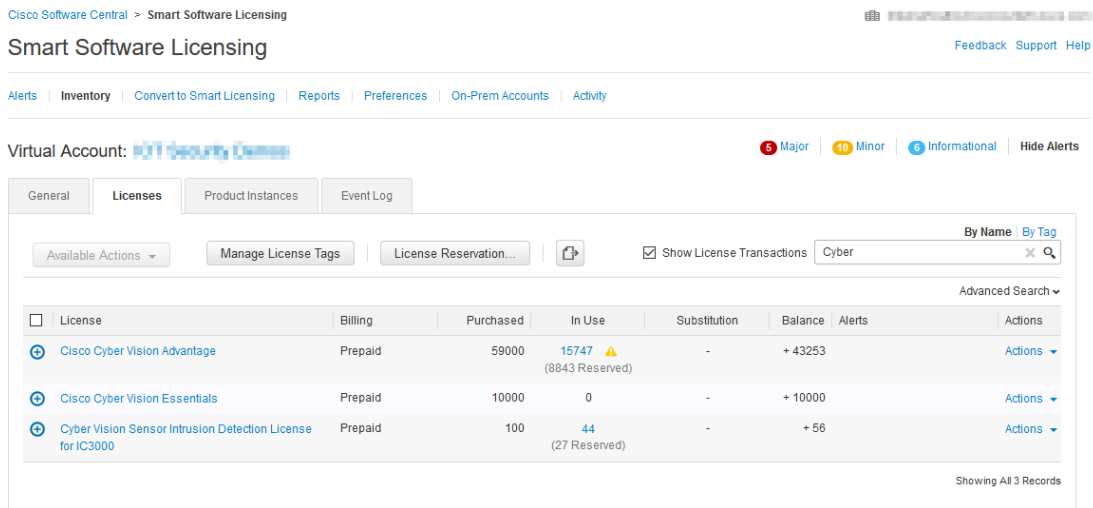 Cisco Software Central > Smart Software Licensing
Smart Software Licensing
Feedback Support Help
Alerts Inventory Convert to Smart Licensing Reports Preferences On-Prem Accounts Activity
Virtual Account:
5 Major 10 Minor 6 Informational Hide Alerts
General Licenses Product Instances Event Log
By Name By Tag
Available Actions Manage License Tags License Reservation... Show License Transactions Cyber
Advanced Search
License Billing Purchased In Use Substitution Balance Alerts Actions
Cisco Cyber Vision Advantage Prepaid 59000 15747 - + 43253 Actions
(8843 Reserved)
Cisco Cyber Vision Essentials Prepaid 10000 0 - + 10000 Actions
Cyber Vision Sensor Intrusion Detection License Prepaid 100 44 - + 56 Actions
for IC3000 (27 Reserved)
Showing All 3 Records